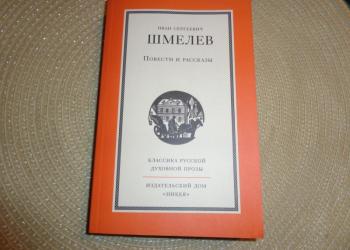 ИВАН СЕРГЕЕВИЧ
ШМЕЛЕВ
ПОВЕСТИ И РАССКАЗЫ
КЛАССИКА РУССКОЙ
ДУХОВНОЙ ПРОЗЫ
ИЗДАТЕЛЬСКИЙ ДОМ
«НИКЕЯ»